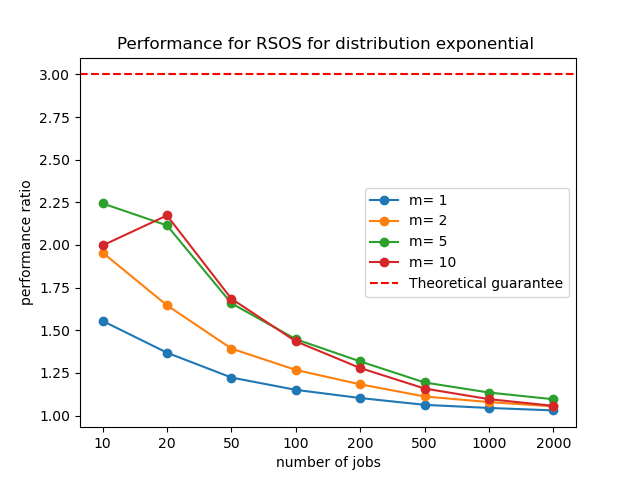 Performance for RSOS for distribution exponential
performance ratio
3.00
2.75
2.50
2.25
2.00
1.75
1.50
1.25
1.00
m= 1
m= 2
m= 5
m= 10
Theoretical guarantee
10 20 50 100 200 500 1000 2000
number of jobs